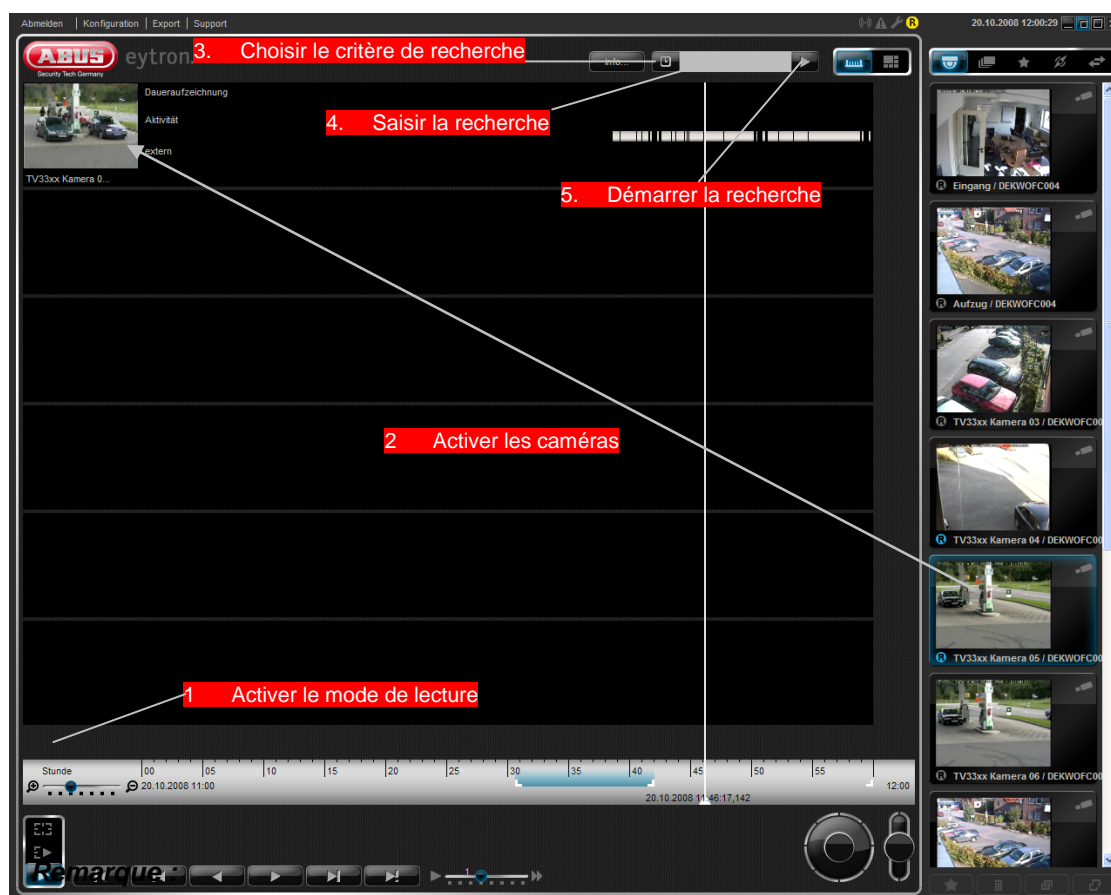 Abmelden | Konfiguration | Export | Support
R
20.10.2008 12:00:29
ABUS
Security Tech Germany
eytron
3. Choisir le critère de recherche
Info...
Daueraufzeichnung
Aktivität
extern
TV33xx Kamera 0...
4. Saisir la recherche
5. Démarrer la recherche
2 Activer les caméras
1 Activer le mode de lecture
R Eingang / DEKWOFC004
R Aufzug / DEKWOFC004
R TV33xx Kamera 03 / DEKWOFC00
R TV33xx Kamera 04 / DEKWOFC00
R TV33xx Kamera 05 / DEKWOFC00
R TV33xx Kamera 06 / DEKWOFC00
Stunde
00 05 10 15 20 25 30 35 40 45 50 55
20.10.2008 11:00
12:00
20.10.2008 11:46:17,142
Remarque :
1